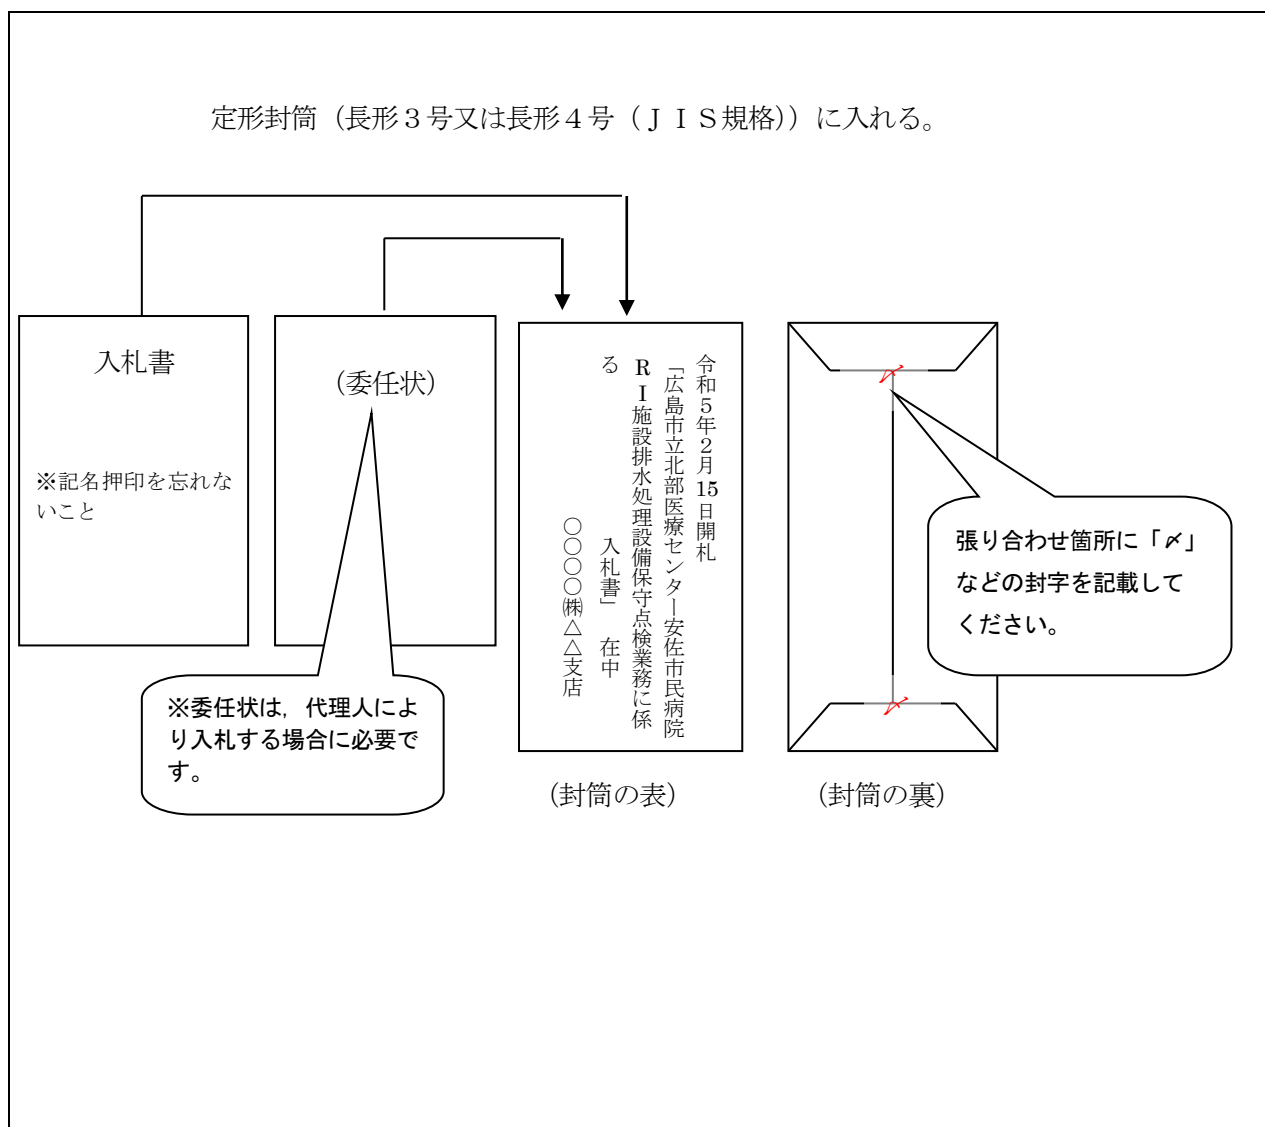 定形封筒（長形３号又は長形４号（ＪＩＳ規格））に入れる。
入札書
※記名押印を忘れな
いこと
（委任状）
※委任状は，代理人によ
り入札する場合に必要で
す。
令和５年２月15日開札
「広島市立北部医療センター安佐市民病院
ＲＩ施設排水処理設備保守点検業務に係
る
入札書」　在中
〇〇〇〇㈱△△支店
（封筒の表）
〆
〆
張り合わせ箇所に「〆」
などの封字を記載して
ください。
（封筒の裏）